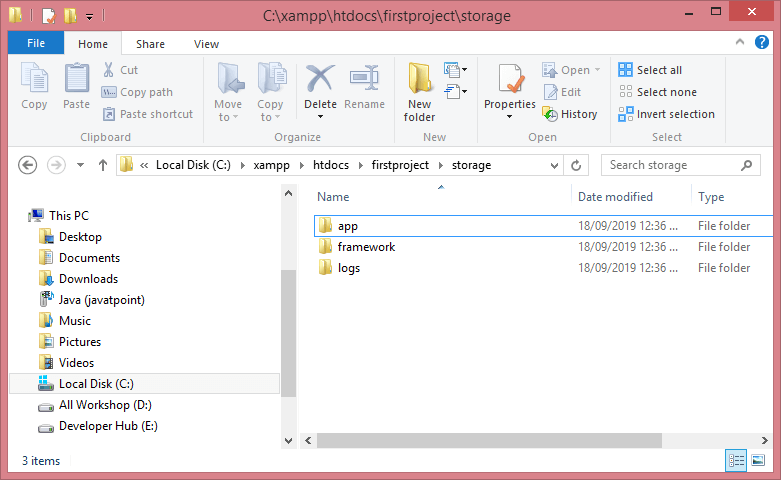 C:\xampp\htdocs\firstproject\storage
File Home Share View
Copy Paste Cut Copy path Paste shortcut
Move to Copy to Delete Rename
New folder
Properties Open Edit History
Select all Select none Invert selection
Clipboard Organize New Open Select
« Local Disk (C:) xampp htdocs firstproject storage
Search storage
Name Date modified Type
This PC
Desktop
Documents
Downloads
Java (javatpoint)
Music
Pictures
Videos
Local Disk (C:)
All Workshop (D:)
Developer Hub (E:)
app 18/09/2019 12:36 ... File folder
framework 18/09/2019 12:36 ... File folder
logs 18/09/2019 12:36 ... File folder
3 items